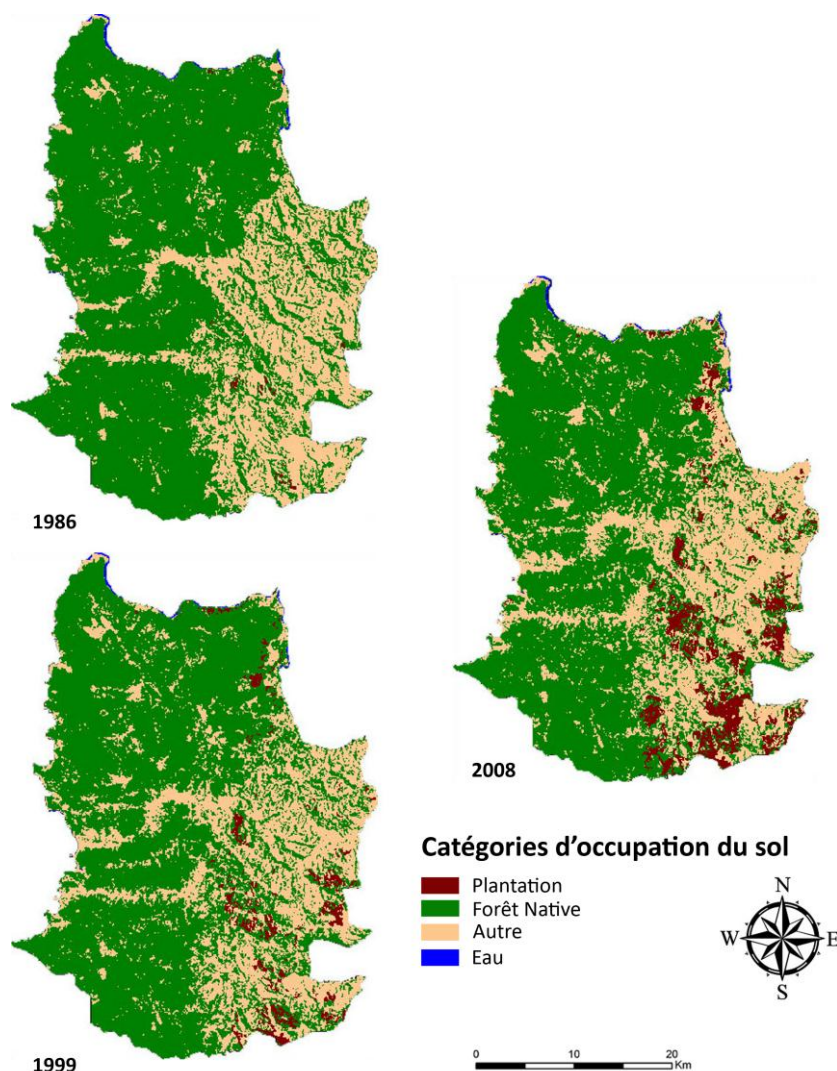 1986
2008
1999
Catégories d'occupation du sol
Plantation
Forêt Native
Autre
Eau
N
W
E
S
0 10 20
Km